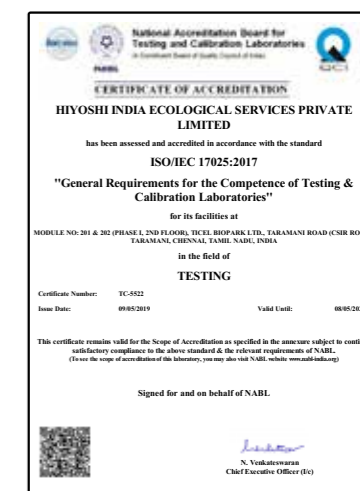 National Accreditation Board for
Testing and Calibration Laboratories
NABL
QCI
CERTIFICATE OF ACCREDITATION
HIYOSHI INDIA ECOLOGICAL SERVICES PRIVATE
LIMITED
has been assessed and accredited in accordance with the standard
ISO/IEC 17025:2017
"General Requirements for the Competence of Testing &
Calibration Laboratories"
for its facilities at
MODULE NO: 201 & 202 (PHASE I, 2ND FLOOR), TICEL BIOPARK LTD., TARAMANI ROAD (CSIR RO
TARAMANI, CHENNAI, TAMIL NADU, INDIA
in the field of
TESTING
Certificate Number: TC-5522
Issue Date: 09/05/2019 Valid Until: 08/05/20
This certificate remains valid for the Scope of Accreditation as specified in the annexure subject to conti
satisfactory compliance to the above standard & the relevant requirements of NABL.
(To see the scope of accreditation of this laboratory, you may also visit NABL website www.nabl-india.org)
Signed for and on behalf of NABL
N. Venkateswaran
Chief Executive Officer (I/c)